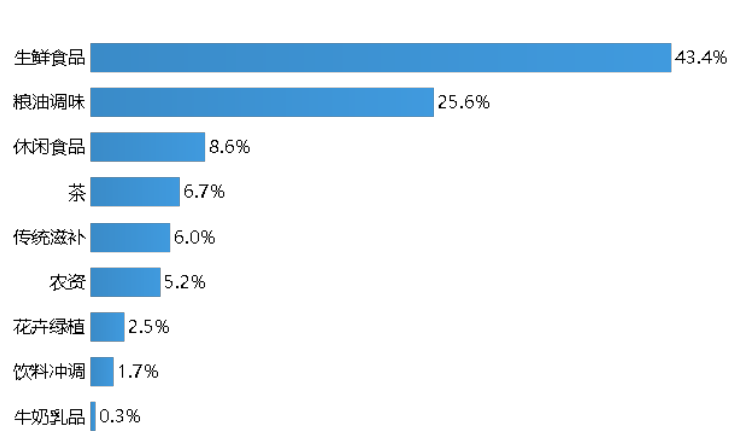 生鲜食品 43.4%
粮油调味 25.6%
休闲食品 8.6%
茶 6.7%
传统滋补 6.0%
农资 5.2%
花卉绿植 2.5%
饮料冲调 1.7%
牛奶乳品 0.3%